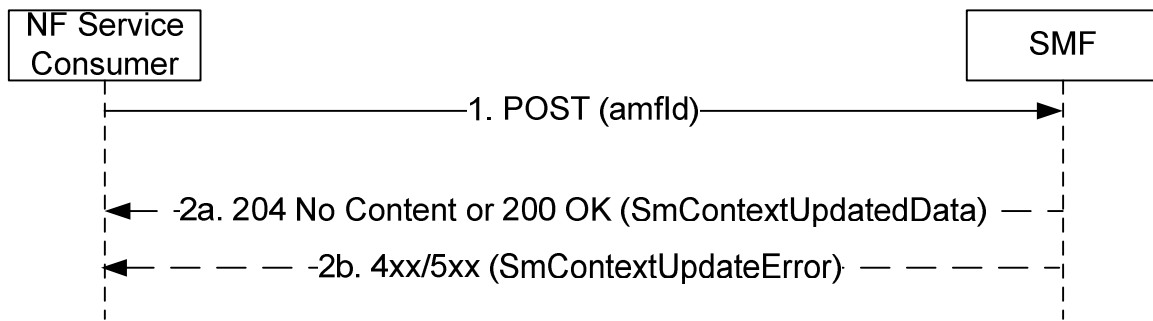 NF Service
Consumer
SMF
1. POST (amfId)
2a. 204 No Content or 200 OK (SmContextUpdatedData)
2b. 4xx/5xx (SmContextUpdateError)